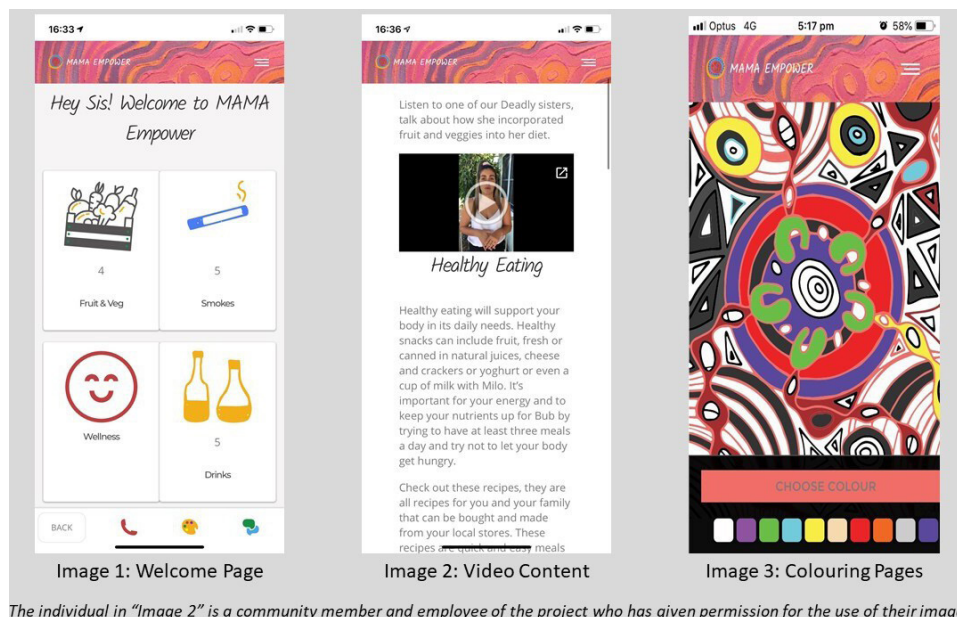 16:33
MAMA EMPOWER
Hey Sis! Welcome to MAMA
Empower
4
Fruit & Veg
5
Smokes
Wellness
5
Drinks
BACK
Image 1: Welcome Page
16:36
MAMA EMPOWER
Listen to one of our Deadly sisters,
talk about how she incorporated
fruit and veggies into her diet.
Healthy Eating
Healthy eating will support your
body in its daily needs. Healthy
snacks can include fruit, fresh or
canned in natural juices, cheese
and crackers or yoghurt or even a
cup of milk with Milo. It's
important for your energy and to
keep your nutrients up for Bub by
trying to have at least three meals
a day and try not to let your body
get hungry.
Check out these recipes, they are
all recipes for you and your family
that can be bought and made
from your local stores. These
recipes are quick and easy meals
Image 2: Video Content
Optus 4G 5:17 pm 58%
MAMA EMPOWER
CHOOSE COLOUR
Image 3: Colouring Pages
The individual in “Image 2” is a community member and employee of the project who has given permission for the use of their image